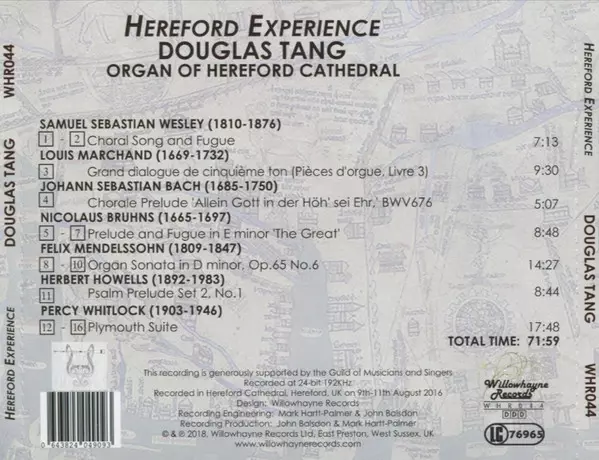 HEREFORD EXPERIENCE
DOUGLAS TANG
ORGAN OF HEREFORD CATHEDRAL
SAMUEL SEBASTIAN WESLEY (1810-1876)
1 - 2 Choral Song and Fugue 7:13
LOUIS MARCHAND (1669-1732)
3 Grand dialogue de cinquième ton (Pièces d'orgue, Livre 3) 9:30
JOHANN SEBASTIAN BACH (1685-1750)
4 Chorale Prelude 'Allein Gott in der Höh' sei Ehr,' BWV676 5:07
NICOLAUS BRUHNS (1665-1697)
5 - 7 Prelude and Fugue in E minor 'The Great' 8:48
FELIX MENDELSSOHN (1809-1847)
8 - 10 Organ Sonata in D minor, Op.65 No.6 14:27
HERBERT HOWELLS (1892-1983)
11 Psalm Prelude Set 2, No.1 8:44
PERCY WHITLOCK (1903-1946)
12 - 16 Plymouth Suite 17:48
TOTAL TIME: 71:59
This recording is generously supported by the Guild of Musicians and Singers
Recorded at 24-bit 192KHz
Recorded in Hereford Cathedral, Hereford, UK on 9th-11th August 2016
Design: Willowhayne Records
Recording Engineering: Mark Hartt-Palmer & John Balsdon
Recording Production: John Balsdon & Mark Hartt-Palmer
© & ℗ 2018, Willowhayne Records Ltd, East Preston, West Sussex, UK
www.willowhaynerecords.com
0 643824 049093
Willowhayne
Records
DDD
LC 76965
HEREFORD EXPERIENCE
DOUGLAS TANG
WHR044
HEREFORD EXPERIENCE
DOUGLAS TANG
WHR044